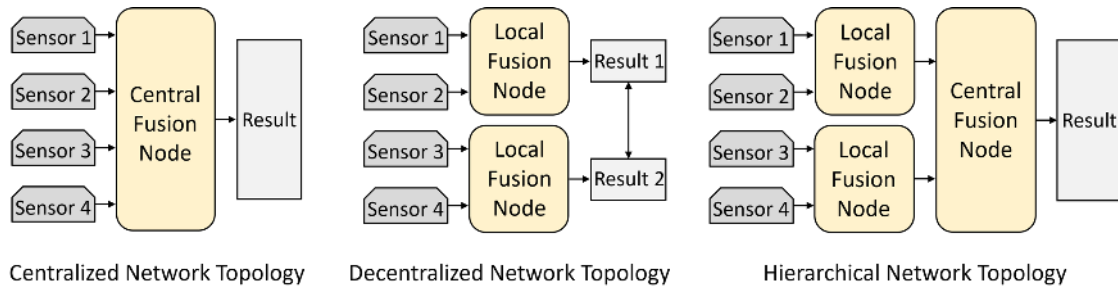 Sensor 1
Sensor 2
Sensor 3
Sensor 4
Central
Fusion
Node
Result
Centralized Network Topology
Sensor 1
Sensor 2
Sensor 3
Sensor 4
Local
Fusion
Node
Local
Fusion
Node
Result 1
Result 2
Decentralized Network Topology
Sensor 1
Sensor 2
Sensor 3
Sensor 4
Local
Fusion
Node
Local
Fusion
Node
Central
Fusion
Node
Result
Hierarchical Network Topology